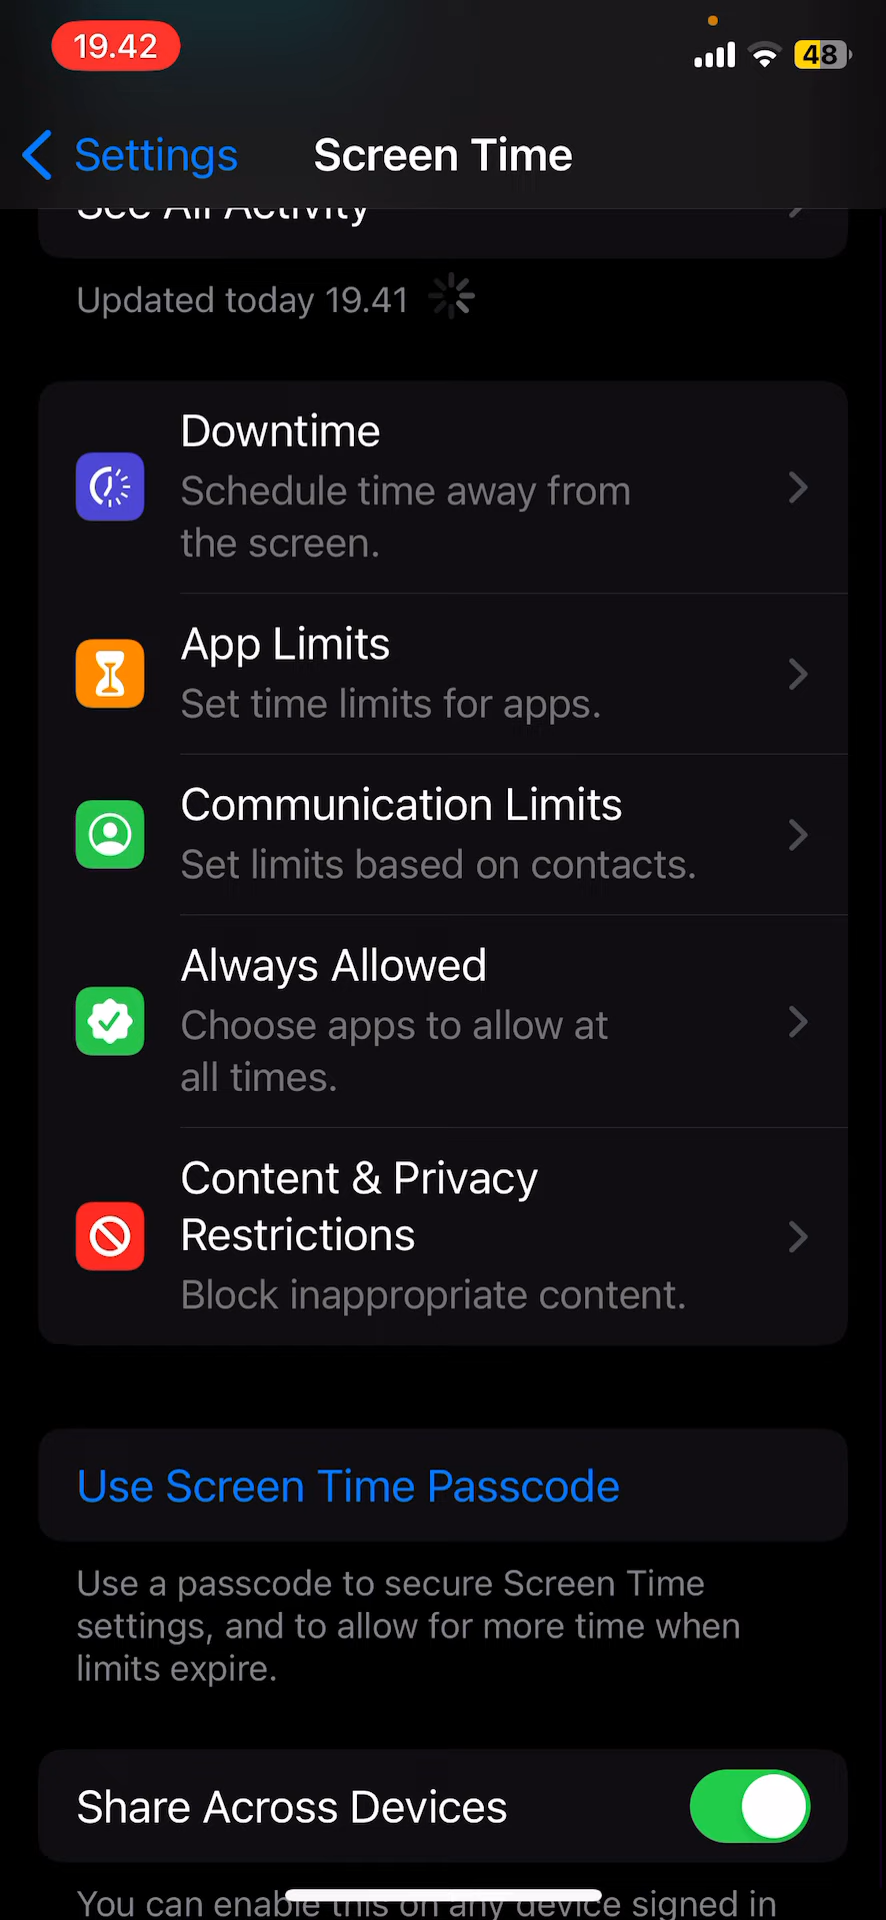 19.42
48
Settings
Screen Time
See All Activity
Updated today 19.41
Downtime
Schedule time away from
the screen.
App Limits
Set time limits for apps.
Communication Limits
Set limits based on contacts.
Always Allowed
Choose apps to allow at
all times.
Content & Privacy
Restrictions
Block inappropriate content.
Use Screen Time Passcode
Use a passcode to secure Screen Time
settings, and to allow for more time when
limits expire.
Share Across Devices
You can enable this on any device signed in